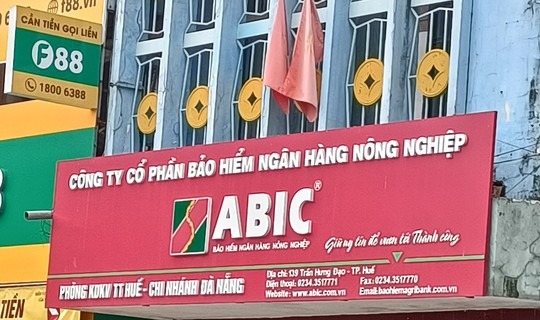 f88.vn
CẦN TIỀN GỌI LIỀN
F88
1800 6388
CÔNG TY CỔ PHẦN BẢO HIỂM NGÂN HÀNG NÔNG NGHIỆP
ABIC®
BẢO HIỂM NGÂN HÀNG NÔNG NGHIỆP
Giữ uy tín để vươn tới Thành công
PHÒNG KDKV TT HUẾ - CHI NHÁNH ĐÀ NẴNG
Địa chỉ: 139 Trần Hưng Đạo - TP. Huế
Điện thoại: 0234.3517771 Fax: 0234.3517770
Website: www.abic.com.vn Email: baohiemagribank.com.vn
TIỀN